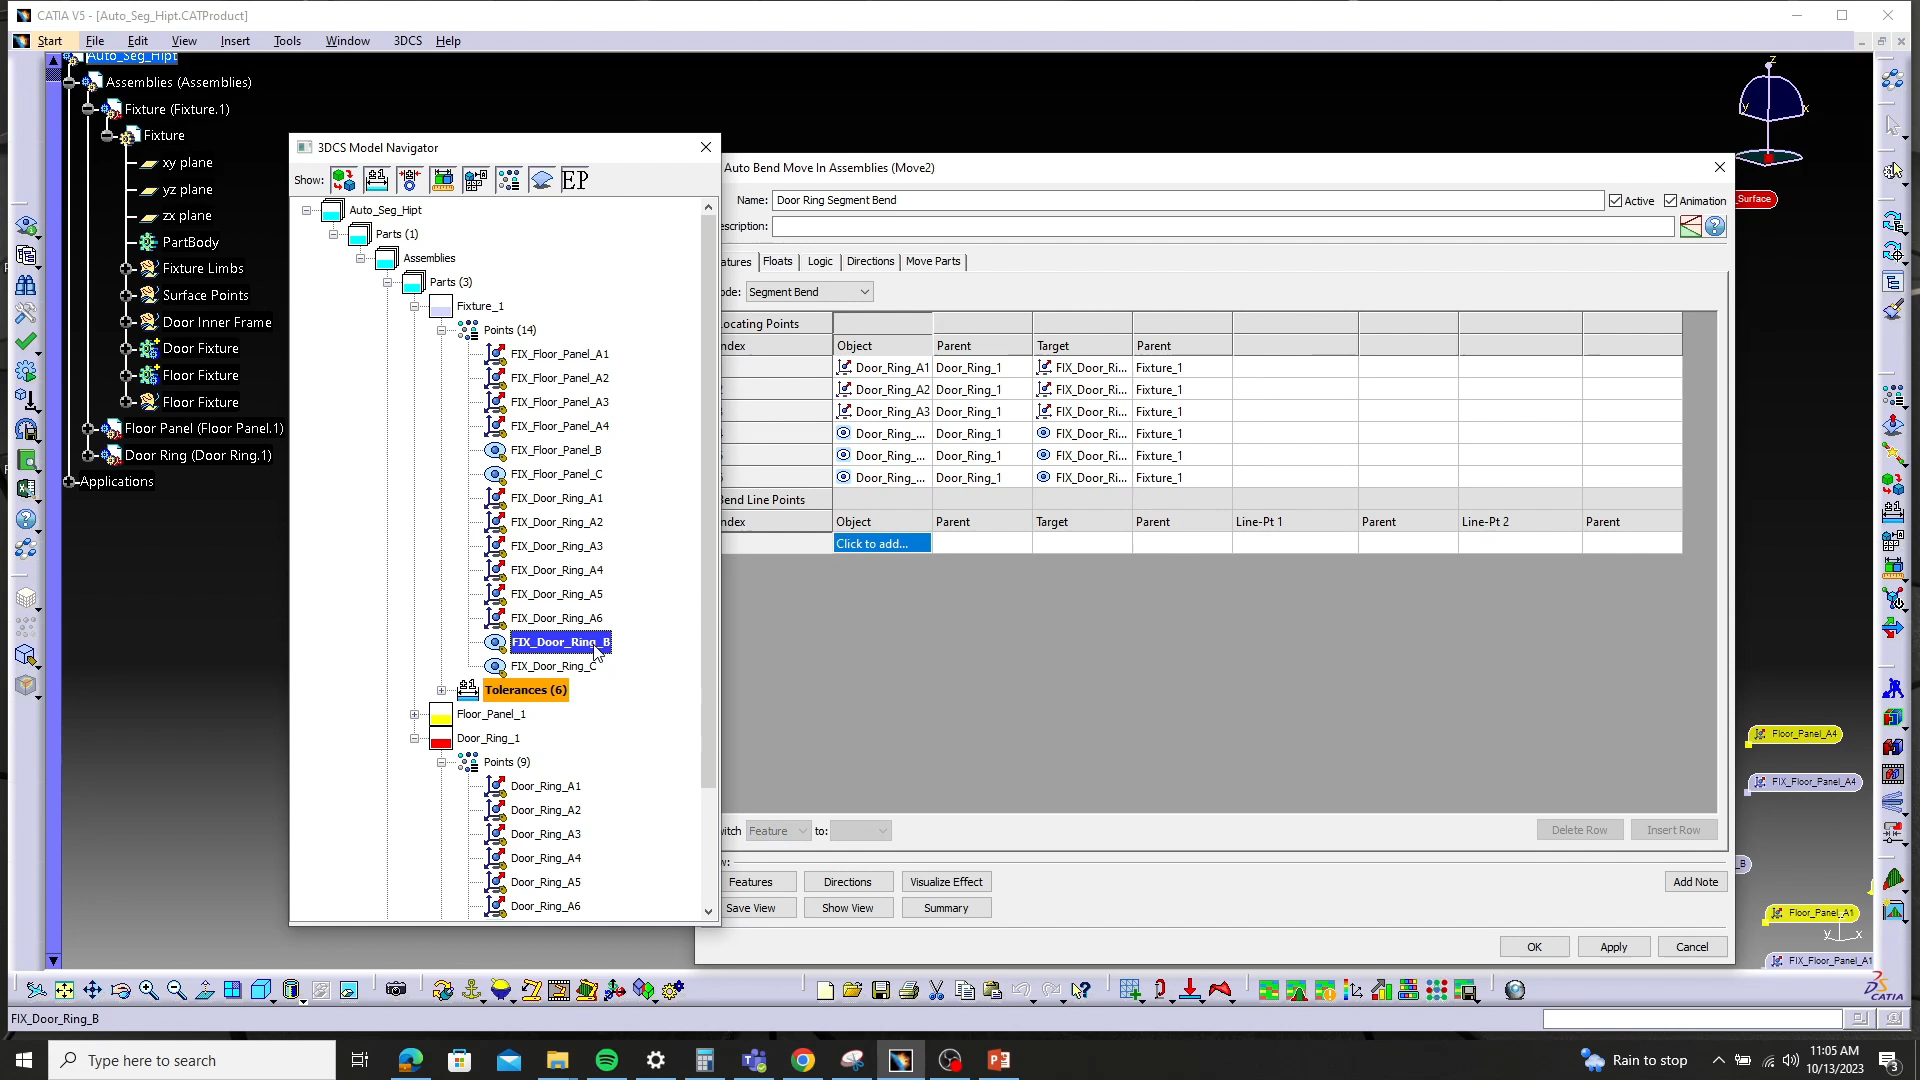 CATIA V5 - [Auto_Seg_Hipt.CATProduct]
Start File Edit View Insert Tools Window 3DCS Help
Auto_Seg_Hipt
Assemblies (Assemblies)
Fixture (Fixture.1)
Fixture
xy plane
yz plane
zx plane
PartBody
Fixture Limbs
Surface Points
Door Inner Frame
Door Fixture
Floor Fixture
Floor Fixture
Floor Panel (Floor Panel.1)
Door Ring (Door Ring.1)
Applications
3DCS Model Navigator
Show: EP
Auto_Seg_Hipt
Parts (1)
Assemblies
Parts (3)
Fixture_1
Points (14)
FIX_Floor_Panel_A1
FIX_Floor_Panel_A2
FIX_Floor_Panel_A3
FIX_Floor_Panel_A4
FIX_Floor_Panel_B
FIX_Floor_Panel_C
FIX_Door_Ring_A1
FIX_Door_Ring_A2
FIX_Door_Ring_A3
FIX_Door_Ring_A4
FIX_Door_Ring_A5
FIX_Door_Ring_A6
FIX_Door_Ring_B
FIX_Door_Ring_C
Tolerances (6)
Floor_Panel_1
Door_Ring_1
Points (9)
Door_Ring_A1
Door_Ring_A2
Door_Ring_A3
Door_Ring_A4
Door_Ring_A5
Door_Ring_A6
Auto Bend Move In Assemblies (Move2)
Name: Door Ring Segment Bend Active Animation
escription:
atures Floats Logic Directions Move Parts
ode: Segment Bend
ocating Points
ndex Object Parent Target Parent
Door_Ring_A1 Door_Ring_1 FIX_Door_Ri... Fixture_1
Door_Ring_A2 Door_Ring_1 FIX_Door_Ri... Fixture_1
Door_Ring_A3 Door_Ring_1 FIX_Door_Ri... Fixture_1
Door_Ring_... Door_Ring_1 FIX_Door_Ri... Fixture_1
Door_Ring_... Door_Ring_1 FIX_Door_Ri... Fixture_1
Door_Ring_... Door_Ring_1 FIX_Door_Ri... Fixture_1
Bend Line Points
ndex Object Parent Target Parent Line-Pt 1 Parent Line-Pt 2 Parent
Click to add...
witch Feature to: Delete Row Insert Row
w:
Features Directions Visualize Effect Add Note
Save View Show View Summary
OK Apply Cancel
z
y x
_Surface
Floor_Panel_A4
FIX_Floor_Panel_A4
B
Floor_Panel_A1
y x
FIX_Floor_Panel_A1
CATIA
FIX_Door_Ring_B
Type here to search
Rain to stop
11:05 AM
10/13/2023
3